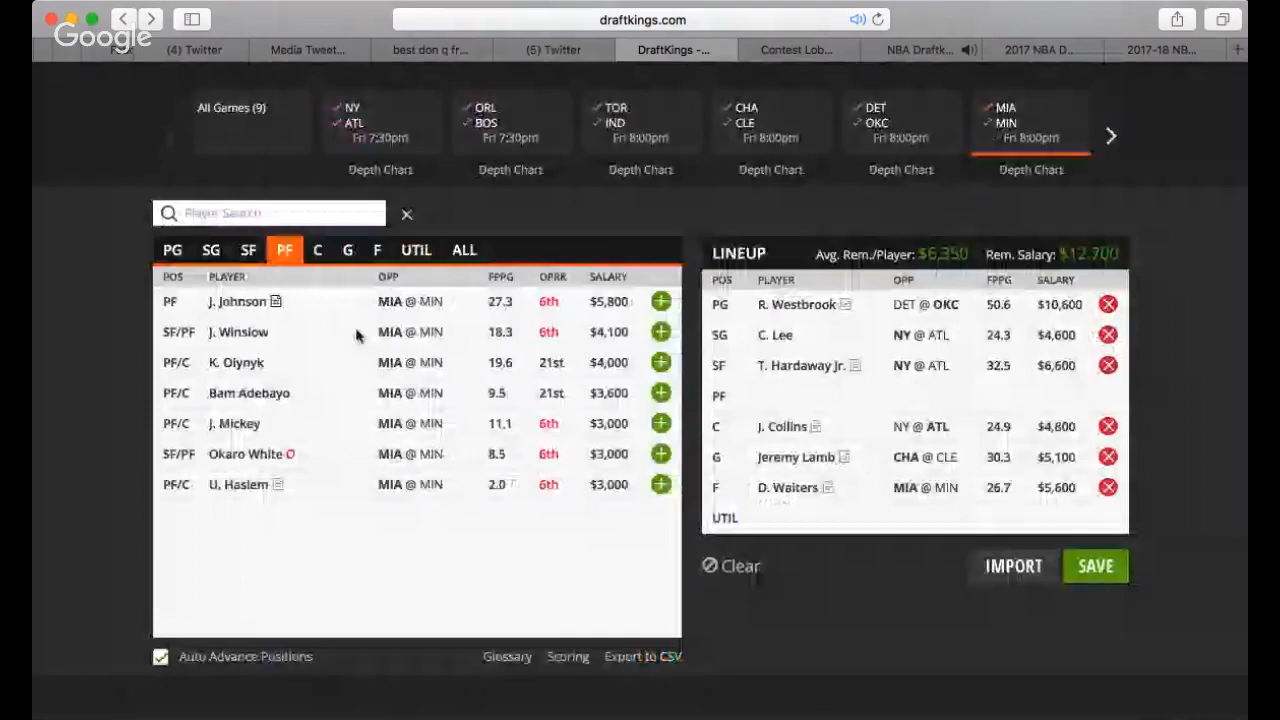 draftkings.com
Google
(4) Twitter
Media Tweet...
best don q fr...
(5) Twitter
DraftKings -...
Contest Lob...
NBA Draftk...
2017 NBA D...
2017-18 NB...
All Games (9)
NY
ATL
Fri 7:30pm
ORL
BOS
Fri 7:30pm
TOR
IND
Fri 8:00pm
CHA
CLE
Fri 8:00pm
DET
OKC
Fri 8:00pm
MIA
MIN
Fri 8:00pm
Depth Chart Depth Chart Depth Chart Depth Chart Depth Chart Depth Chart
Player Search
PG SG SF PF C G F UTIL ALL
POS PLAYER OPP FPPG OPRK SALARY
PF J. Johnson MIA @ MIN 27.3 6th $5,800
SF/PF J. Winslow MIA @ MIN 18.3 6th $4,100
PF/C K. Olynyk MIA @ MIN 19.6 21st $4,000
PF/C Bam Adebayo MIA @ MIN 9.5 21st $3,600
PF/C J. Mickey MIA @ MIN 11.1 6th $3,000
SF/PF Okaro White O MIA @ MIN 8.5 6th $3,000
PF/C U. Haslem MIA @ MIN 2.0 6th $3,000
Auto Advance Positions
Glossary Scoring Export to CSV
LINEUP Avg. Rem./Player: $6,350 Rem. Salary: $12,700
POS PLAYER OPP FPPG SALARY
PG R. Westbrook DET @ OKC 50.6 $10,600
SG C. Lee NY @ ATL 24.3 $4,600
SF T. Hardaway Jr. NY @ ATL 32.5 $6,600
PF
C J. Collins NY @ ATL 24.9 $4,800
G Jeremy Lamb CHA @ CLE 30.3 $5,100
F D. Waiters MIA @ MIN 26.7 $5,600
UTIL
Clear
IMPORT
SAVE